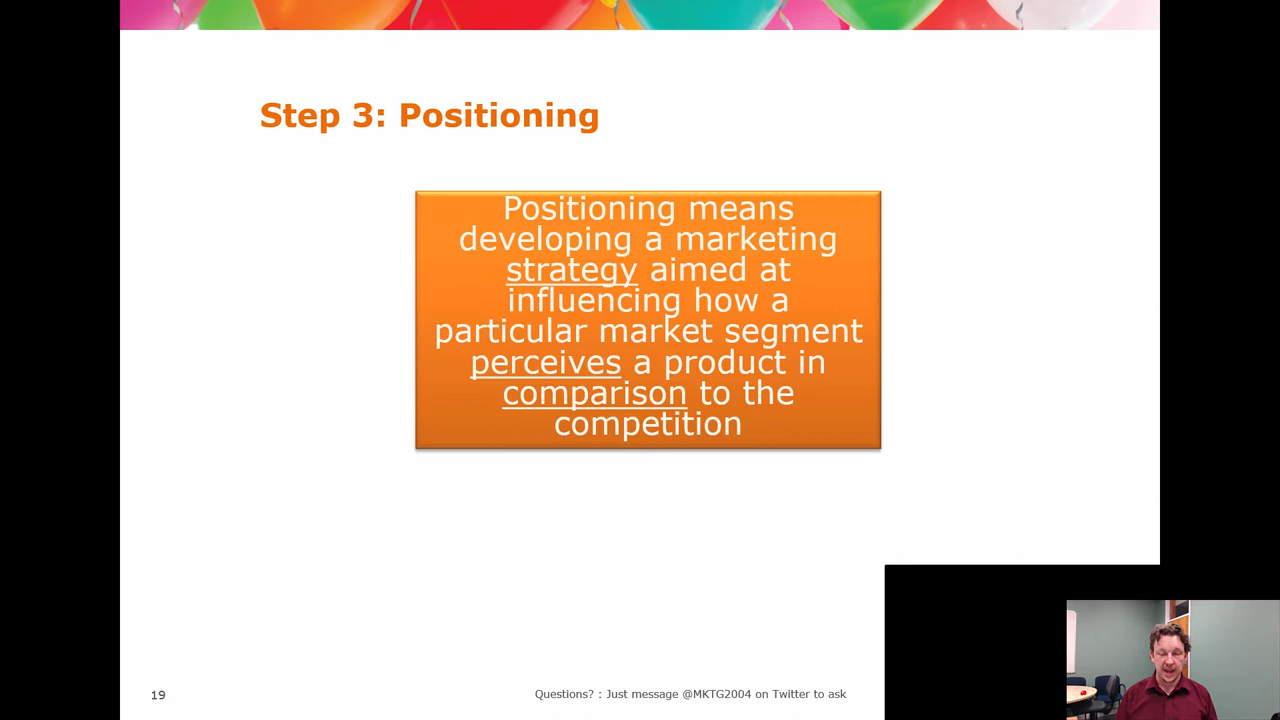 Step 3: Positioning
Positioning means
developing a marketing
strategy aimed at
influencing how a
particular market segment
perceives a product in
comparison to the
competition
19
Questions? : Just message @MKTG2004 on Twitter to ask